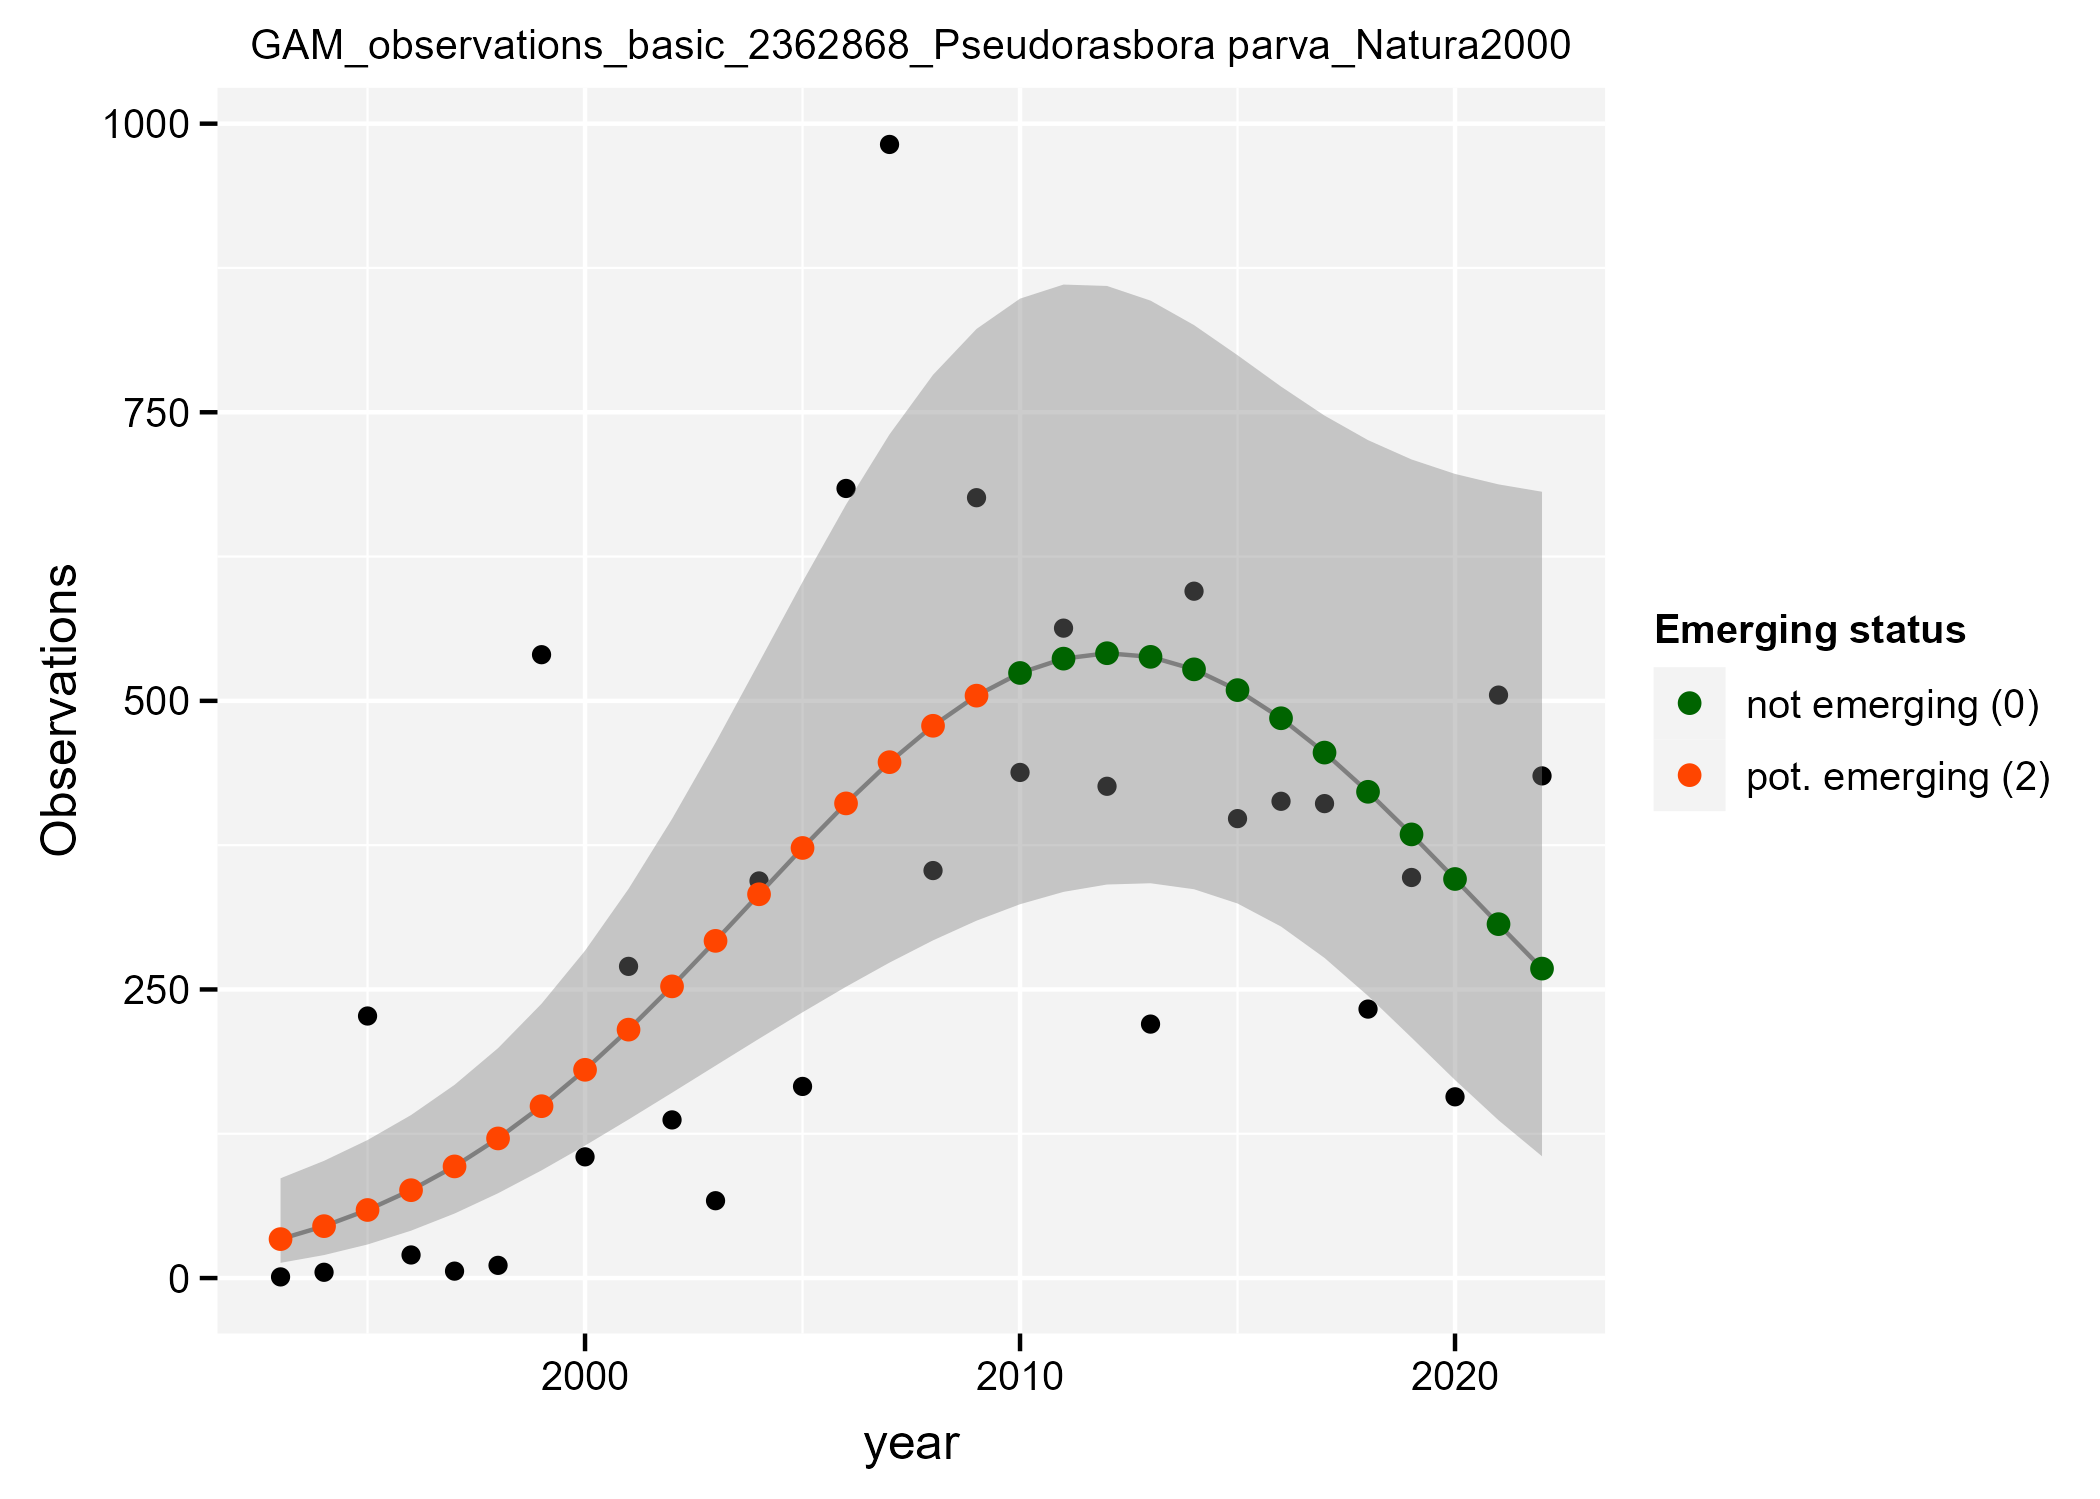 GAM_observations_basic_2362868_Pseudorasbora parva_Natura2000
1000
750
500
250
0
Observations
2000
2010
2020
year
Emerging status
not emerging (0)
pot. emerging (2)